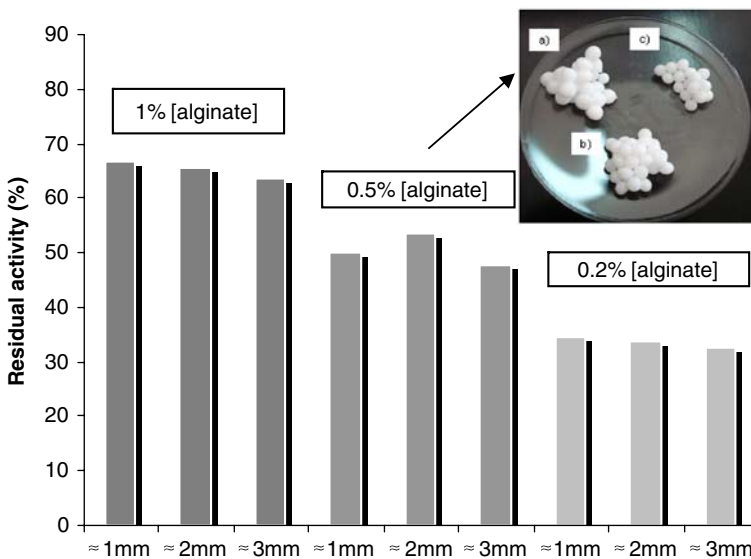 90
80
70
60
50
40
30
20
10
0
Residual activity (%)
1% [alginate]
0.5% [alginate]
0.2% [alginate]
a)
c)
b)
≈1mm ≈2mm ≈3mm ≈1mm ≈2mm ≈3mm ≈1mm ≈2mm ≈3mm